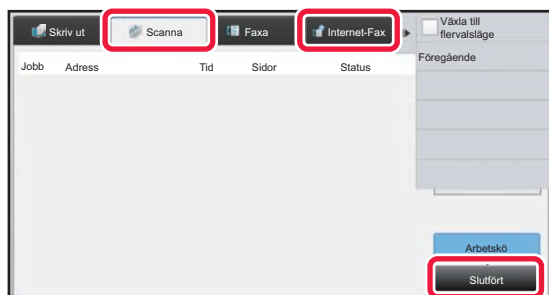 Skriv ut Scanna Faxa Internet-Fax
Växla till
flervalsläge
Föregående
Jobb Adress Tid Sidor Status
Arbetskö
Slutfört